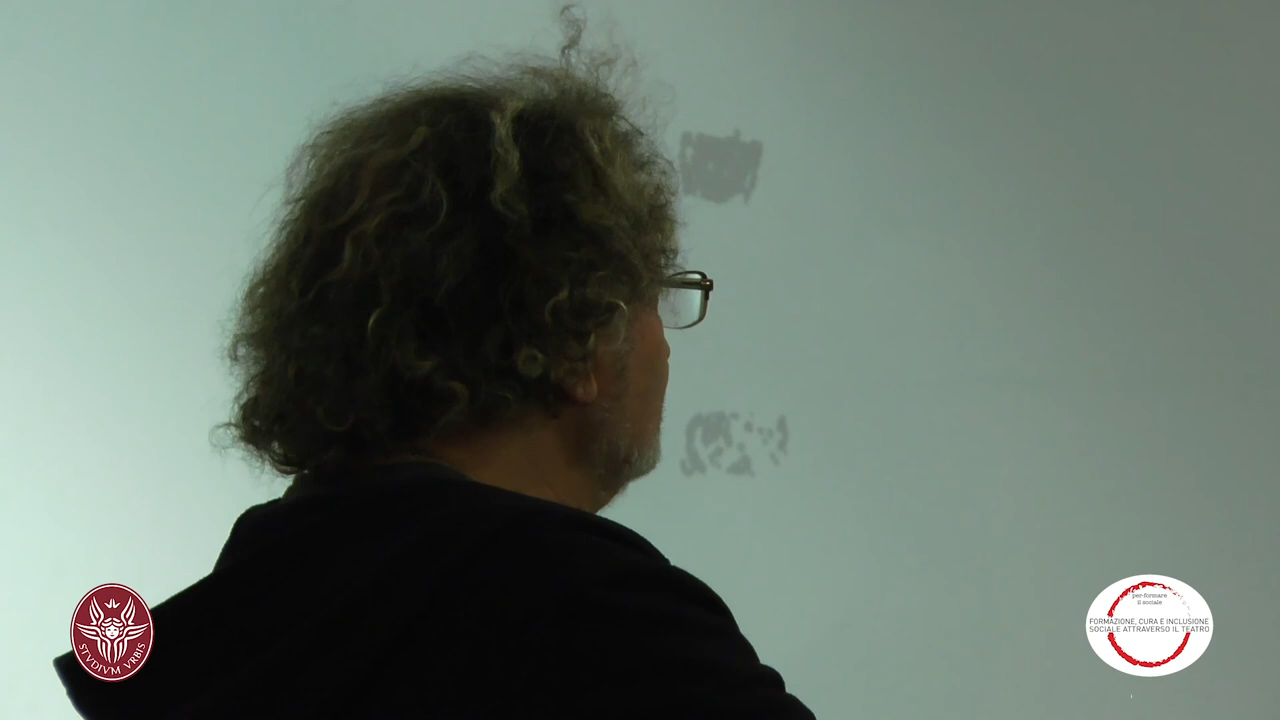 STVDIVM VRBIS
per-formare
il sociale
FORMAZIONE, CURA E INCLUSIONE
SOCIALE ATTRAVERSO IL TEATRO